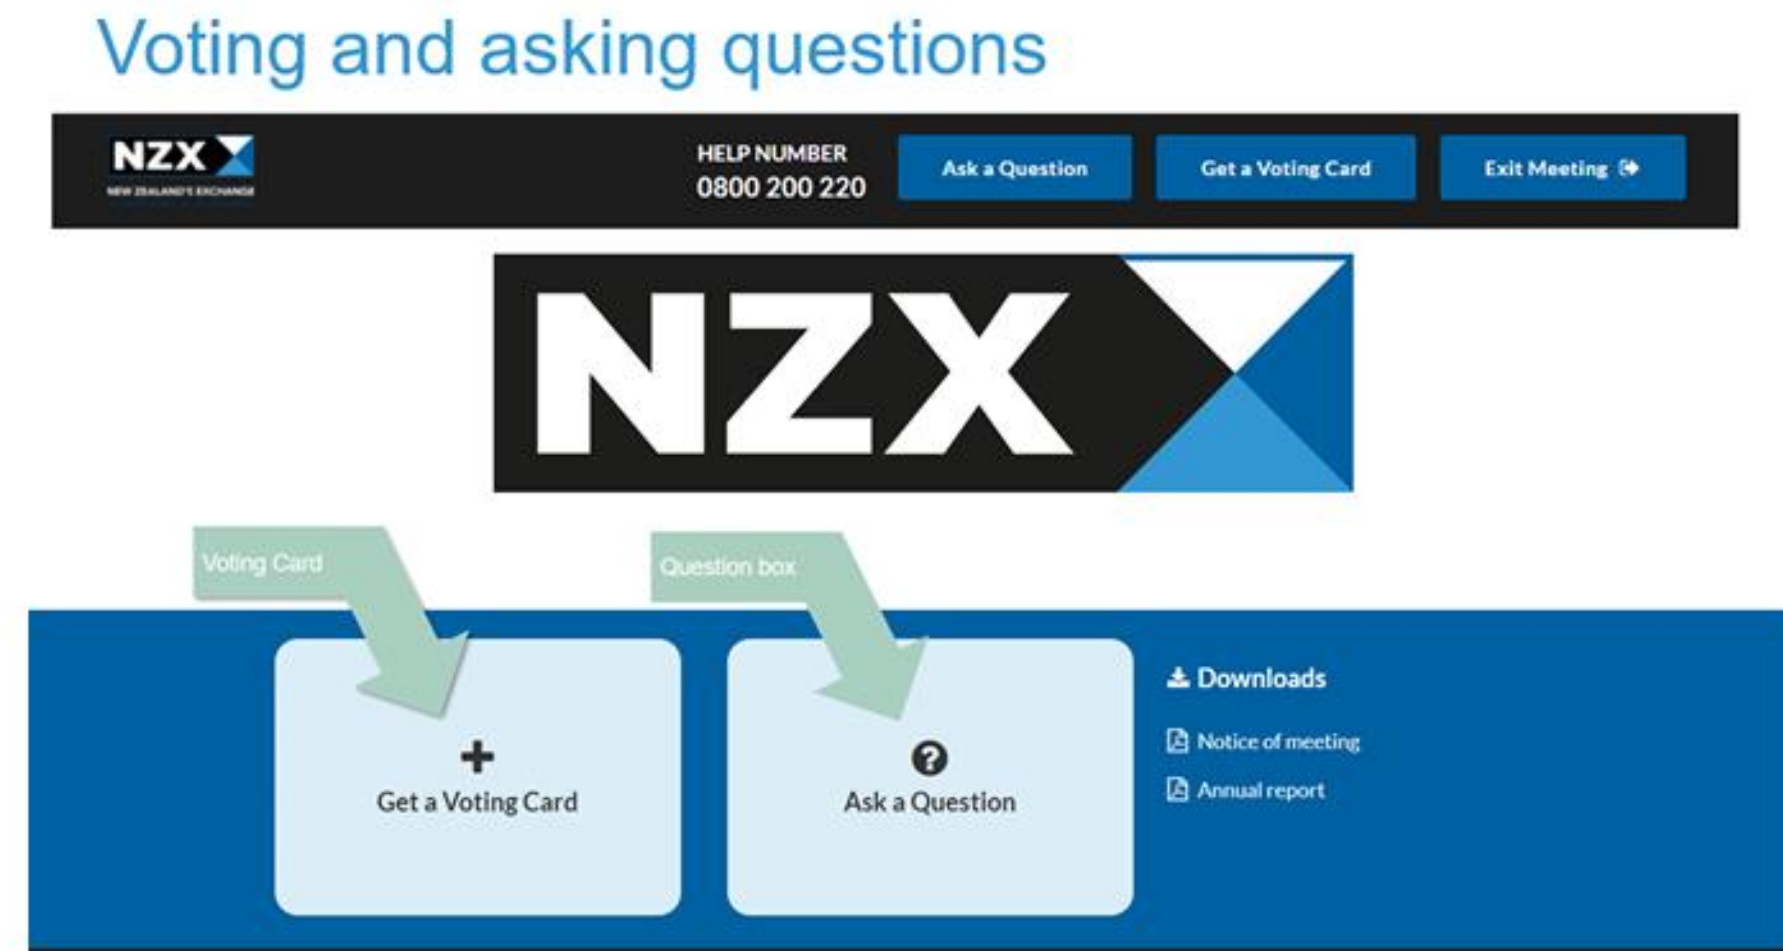 Voting and asking questions
NZX
NEW ZEALAND'S EXCHANGE
HELP NUMBER
0800 200 220
Ask a Question
Get a Voting Card
Exit Meeting
NZX
Voting Card
Question box
Get a Voting Card
Ask a Question
Downloads
Notice of meeting
Annual report